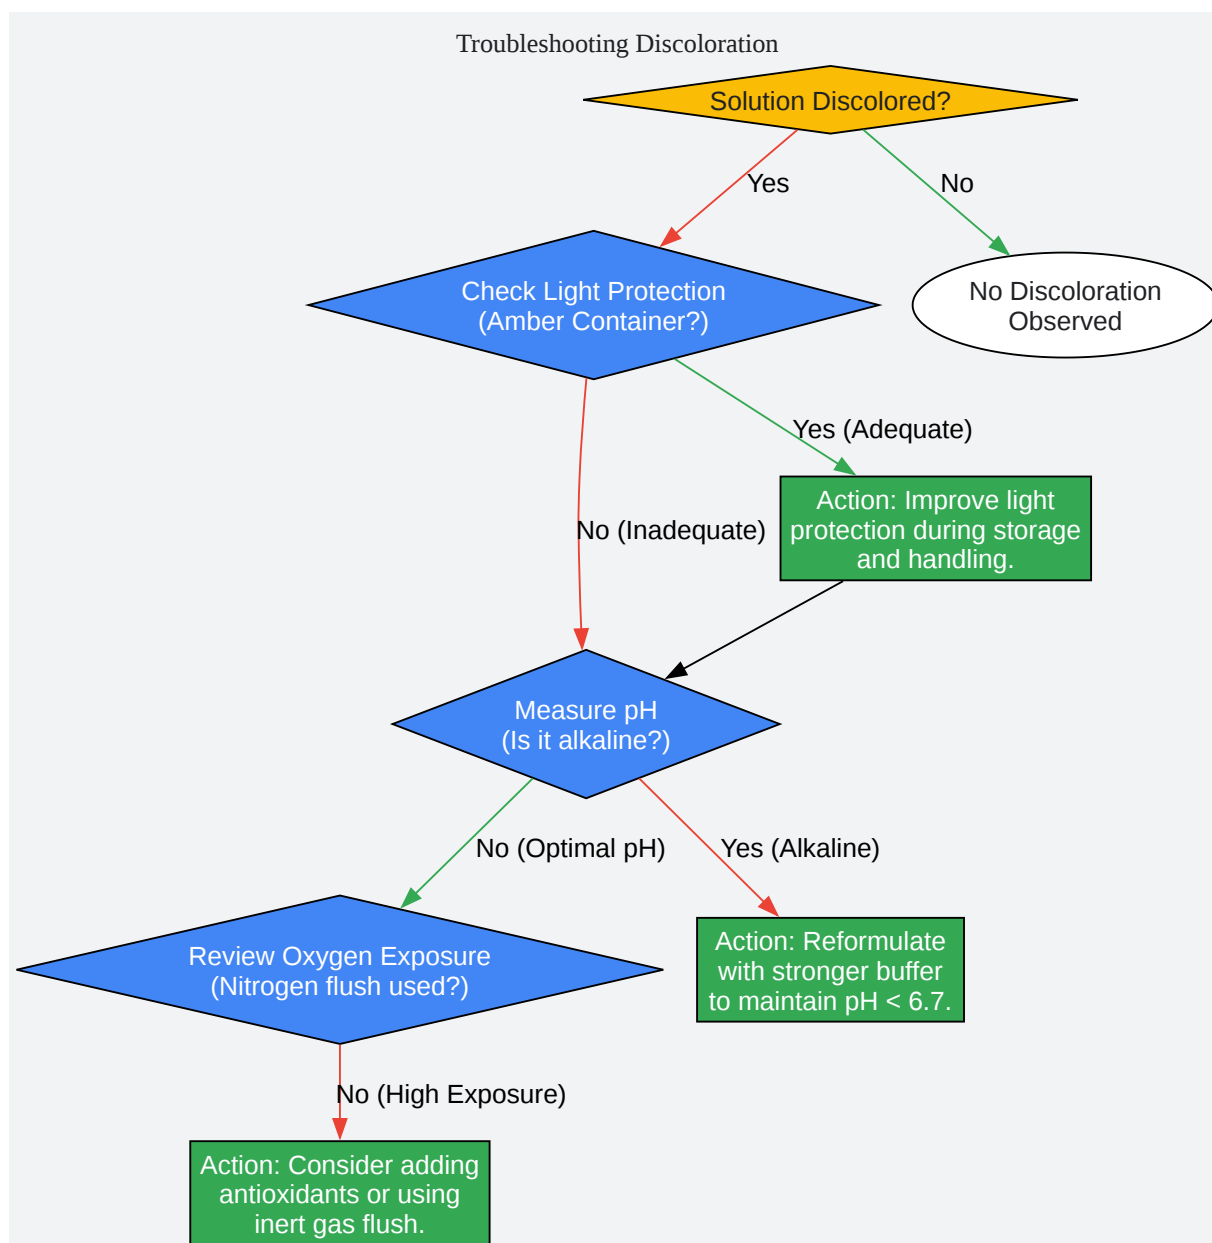 Troubleshooting Discoloration
Solution Discolored?
Yes
No
Check Light Protection
(Amber Container?)
No Discoloration
Observed
Yes (Adequate)
No (Inadequate)
Action: Improve light
protection during storage
and handling.
Measure pH
(Is it alkaline?)
No (Optimal pH)
Yes (Alkaline)
Review Oxygen Exposure
(Nitrogen flush used?)
Action: Reformulate
with stronger buffer
to maintain pH < 6.7.
No (High Exposure)
Action: Consider adding
antioxidants or using
inert gas flush.